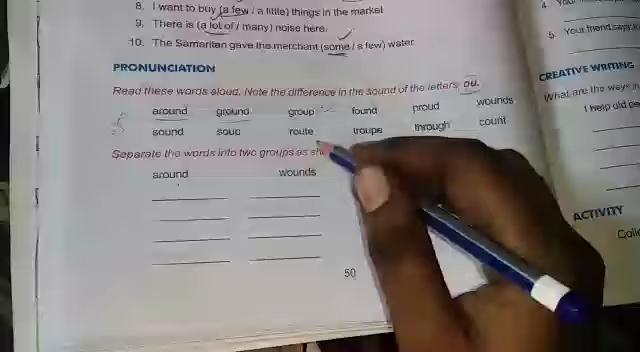 8. I want to buy (a few / a little) things in the market
9. There is (a lot of / many) noise here.
10. The Samaritan gave the merchant (some / a few) water
PRONUNCIATION
Read these words aloud. Note the difference in the sound of the letters ou.
around ground group found proud wounds
sound soup route troupe through count
Separate the words into two groups as
around wounds
50
4.
5. Your friend
CREATIVE WRITING
What are the ways in
I help old pe
ACTIVITY